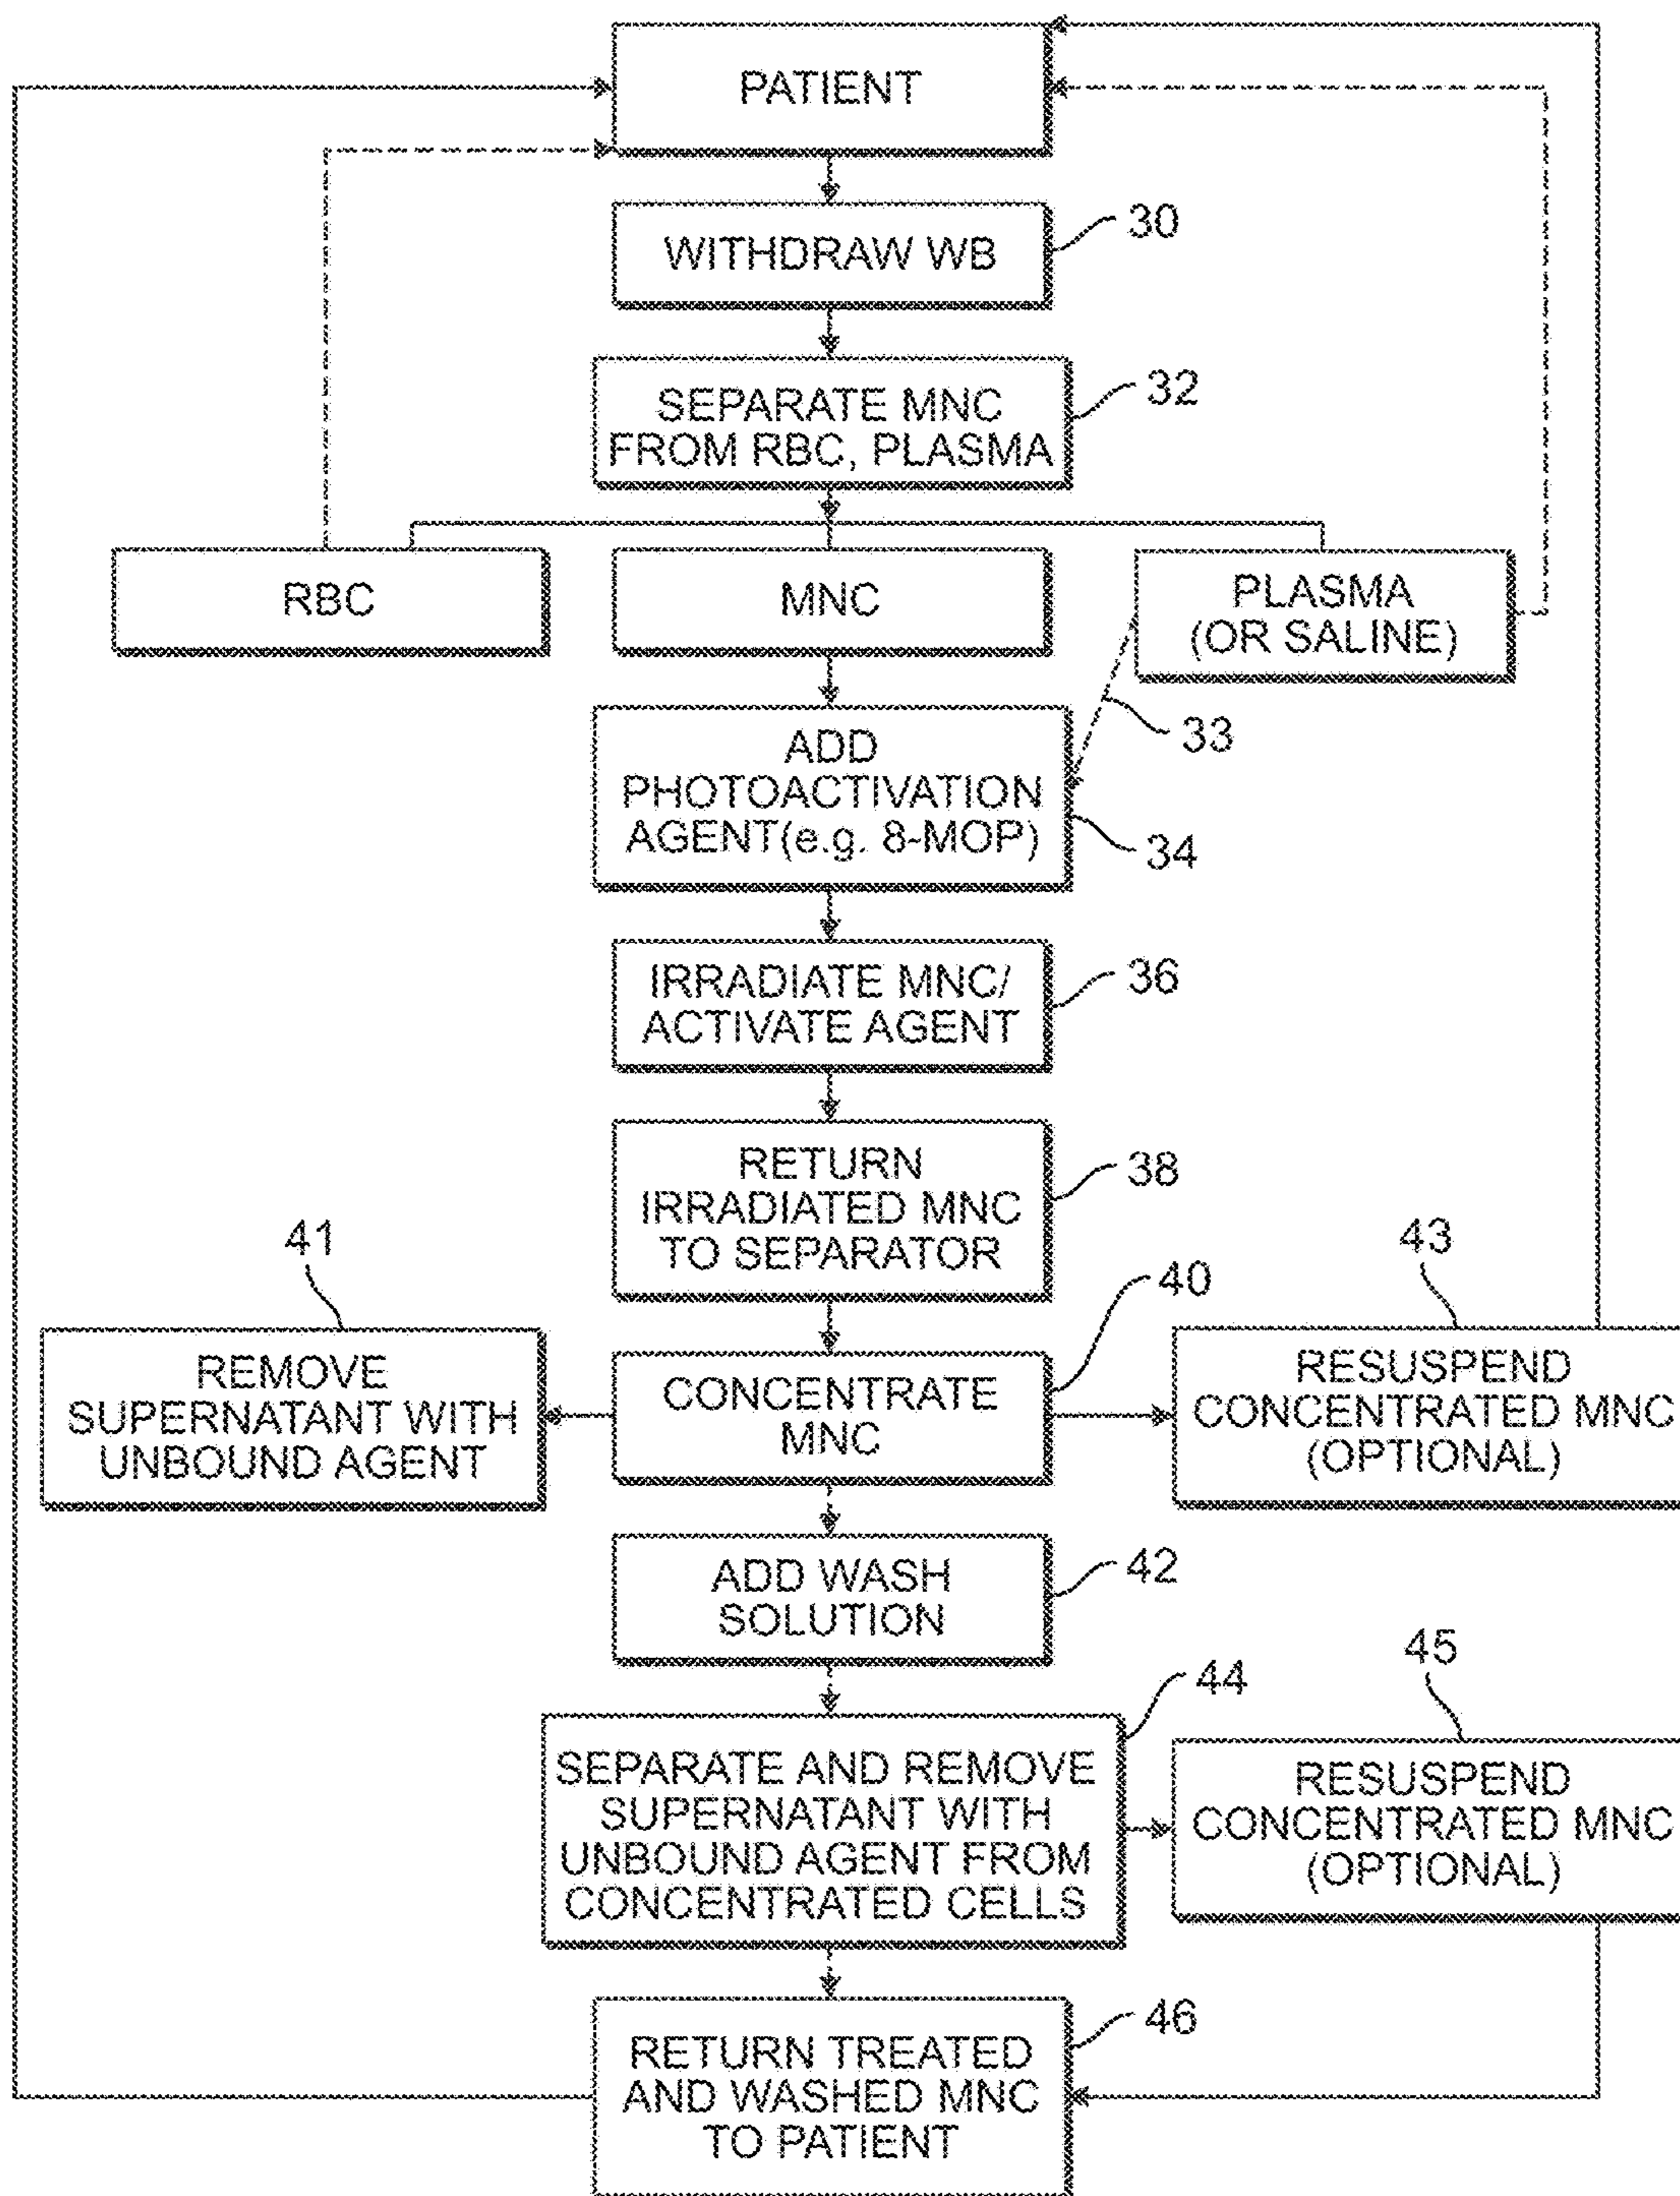 PATIENT
WITHDRAW WB
30
SEPARATE MNC
FROM RBC, PLASMA
32
RBC
MNC
PLASMA
(OR SALINE)
33
ADD
PHOTOACTIVATION
AGENT(e.g. 8-MOP)
34
IRRADIATE MNC/
ACTIVATE AGENT
36
RETURN
IRRADIATED MNC
TO SEPARATOR
38
41
REMOVE
SUPERNATANT WITH
UNBOUND AGENT
CONCENTRATE
MNC
40
43
RESUSPEND
CONCENTRATED MNC
(OPTIONAL)
ADD WASH
SOLUTION
42
SEPARATE AND REMOVE
SUPERNATANT WITH
UNBOUND AGENT FROM
CONCENTRATED CELLS
44
45
RESUSPEND
CONCENTRATED MNC
(OPTIONAL)
RETURN TREATED
AND WASHED MNC
TO PATIENT
46